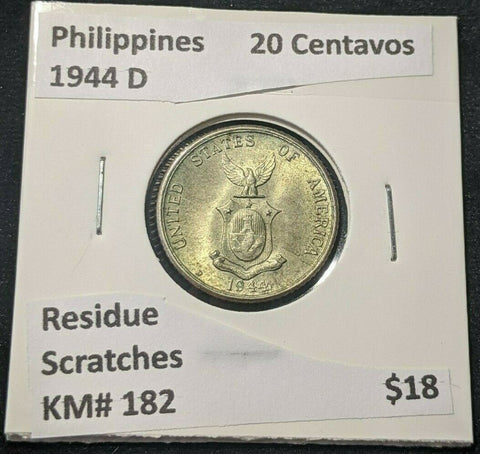 Philippines 20 Centavos
1944 D
UNITED STATES OF AMERICA
D
1944
Residue
Scratches
KM# 182
$18